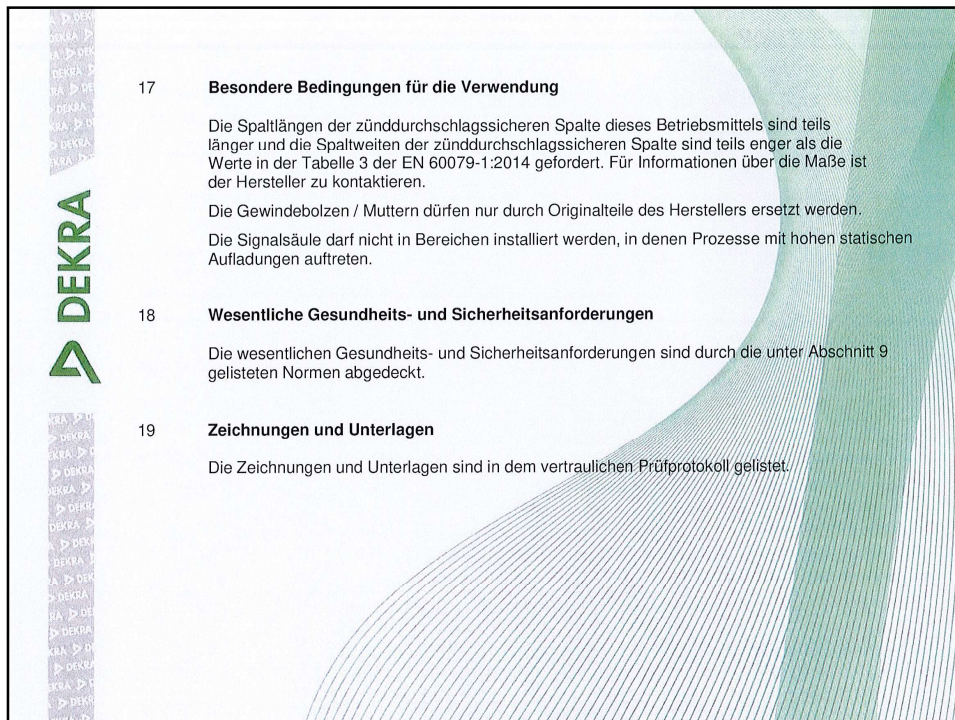 17 Besondere Bedingungen für die Verwendung
Die Spaltlängen der zünddurchschlagssicheren Spalte dieses Betriebsmittels sind teils
länger und die Spaltweiten der zünddurchschlagssicheren Spalte sind teils enger als die
Werte in der Tabelle 3 der EN 60079-1:2014 gefordert. Für Informationen über die Maße ist
der Hersteller zu kontaktieren.
Die Gewindebolzen / Muttern dürfen nur durch Originalteile des Herstellers ersetzt werden.
Die Signalsäule darf nicht in Bereichen installiert werden, in denen Prozesse mit hohen statischen
Aufladungen auftreten.
18 Wesentliche Gesundheits- und Sicherheitsanforderungen
Die wesentlichen Gesundheits- und Sicherheitsanforderungen sind durch die unter Abschnitt 9
gelisteten Normen abgedeckt.
19 Zeichnungen und Unterlagen
Die Zeichnungen und Unterlagen sind in dem vertraulichen Prüfprotokoll gelistet.
DEKRA